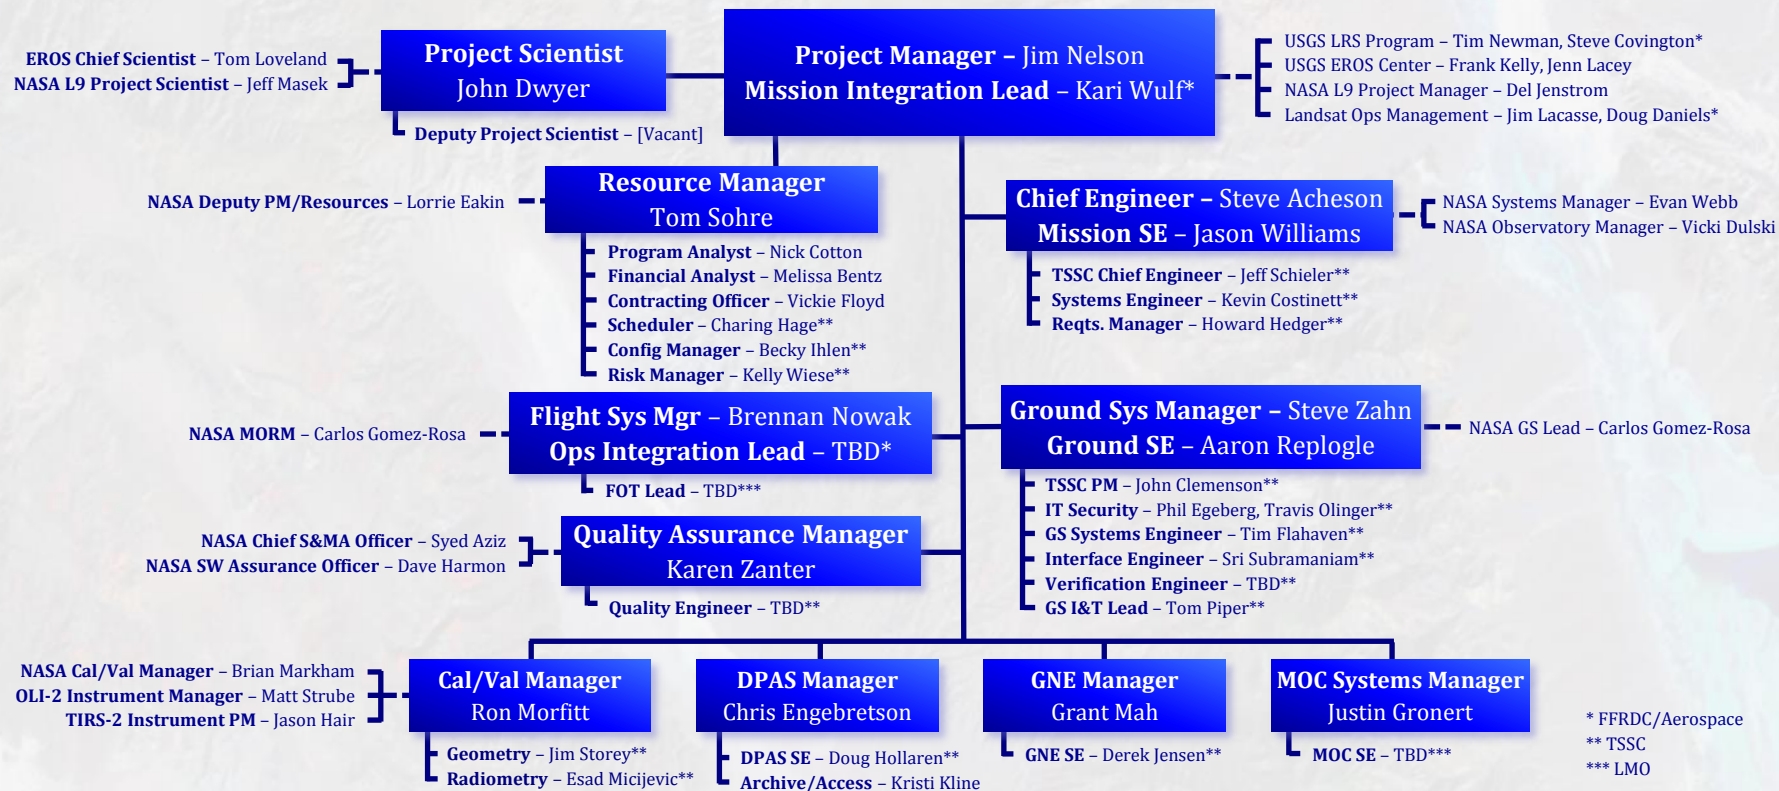 EROS Chief Scientist – Tom Loveland
NASA L9 Project Scientist – Jeff Masek
Project Scientist
John Dwyer
Deputy Project Scientist – [Vacant]
Project Manager – Jim Nelson
Mission Integration Lead – Kari Wulf*
USGS LRS Program – Tim Newman, Steve Covington*
USGS EROS Center – Frank Kelly, Jenn Lacey
NASA L9 Project Manager – Del Jenstrom
Landsat Ops Management – Jim Lacasse, Doug Daniels*
NASA Deputy PM/Resources – Lorrie Eakin
Resource Manager
Tom Sohre
Program Analyst – Nick Cotton
Financial Analyst – Melissa Bentz
Contracting Officer – Vickie Floyd
Scheduler – Charing Hage**
Config Manager – Becky Ihlen**
Risk Manager – Kelly Wiese**
Chief Engineer – Steve Acheson
Mission SE – Jason Williams
NASA Systems Manager – Evan Webb
NASA Observatory Manager – Vicki Dulski
TSSC Chief Engineer – Jeff Schieler**
Systems Engineer – Kevin Costinett**
Reqts. Manager – Howard Hedger**
NASA MORM – Carlos Gomez-Rosa
Flight Sys Mgr – Brennan Nowak
Ops Integration Lead – TBD*
FOT Lead – TBD***
Ground Sys Manager – Steve Zahn
Ground SE – Aaron Replogle
NASA GS Lead – Carlos Gomez-Rosa
TSSC PM – John Clemenson**
IT Security – Phil Egeberg, Travis Olinger**
GS Systems Engineer – Tim Flahaven**
Interface Engineer – Sri Subramaniam**
Verification Engineer – TBD**
GS I&T Lead – Tom Piper**
NASA Chief S&MA Officer – Syed Aziz
NASA SW Assurance Officer – Dave Harmon
Quality Assurance Manager
Karen Zanter
Quality Engineer – TBD**
NASA Cal/Val Manager – Brian Markham
OLI-2 Instrument Manager – Matt Strube
TIRS-2 Instrument PM – Jason Hair
Cal/Val Manager
Ron Morfitt
Geometry – Jim Storey**
Radiometry – Esad Micijevic**
DPAS Manager
Chris Engebretson
DPAS SE – Doug Hollaren**
Archive/Access – Kristi Kline
GNE Manager
Grant Mah
GNE SE – Derek Jensen**
MOC Systems Manager
Justin Gronert
MOC SE – TBD***
* FFRDC/Aerospace
** TSSC
*** LMO